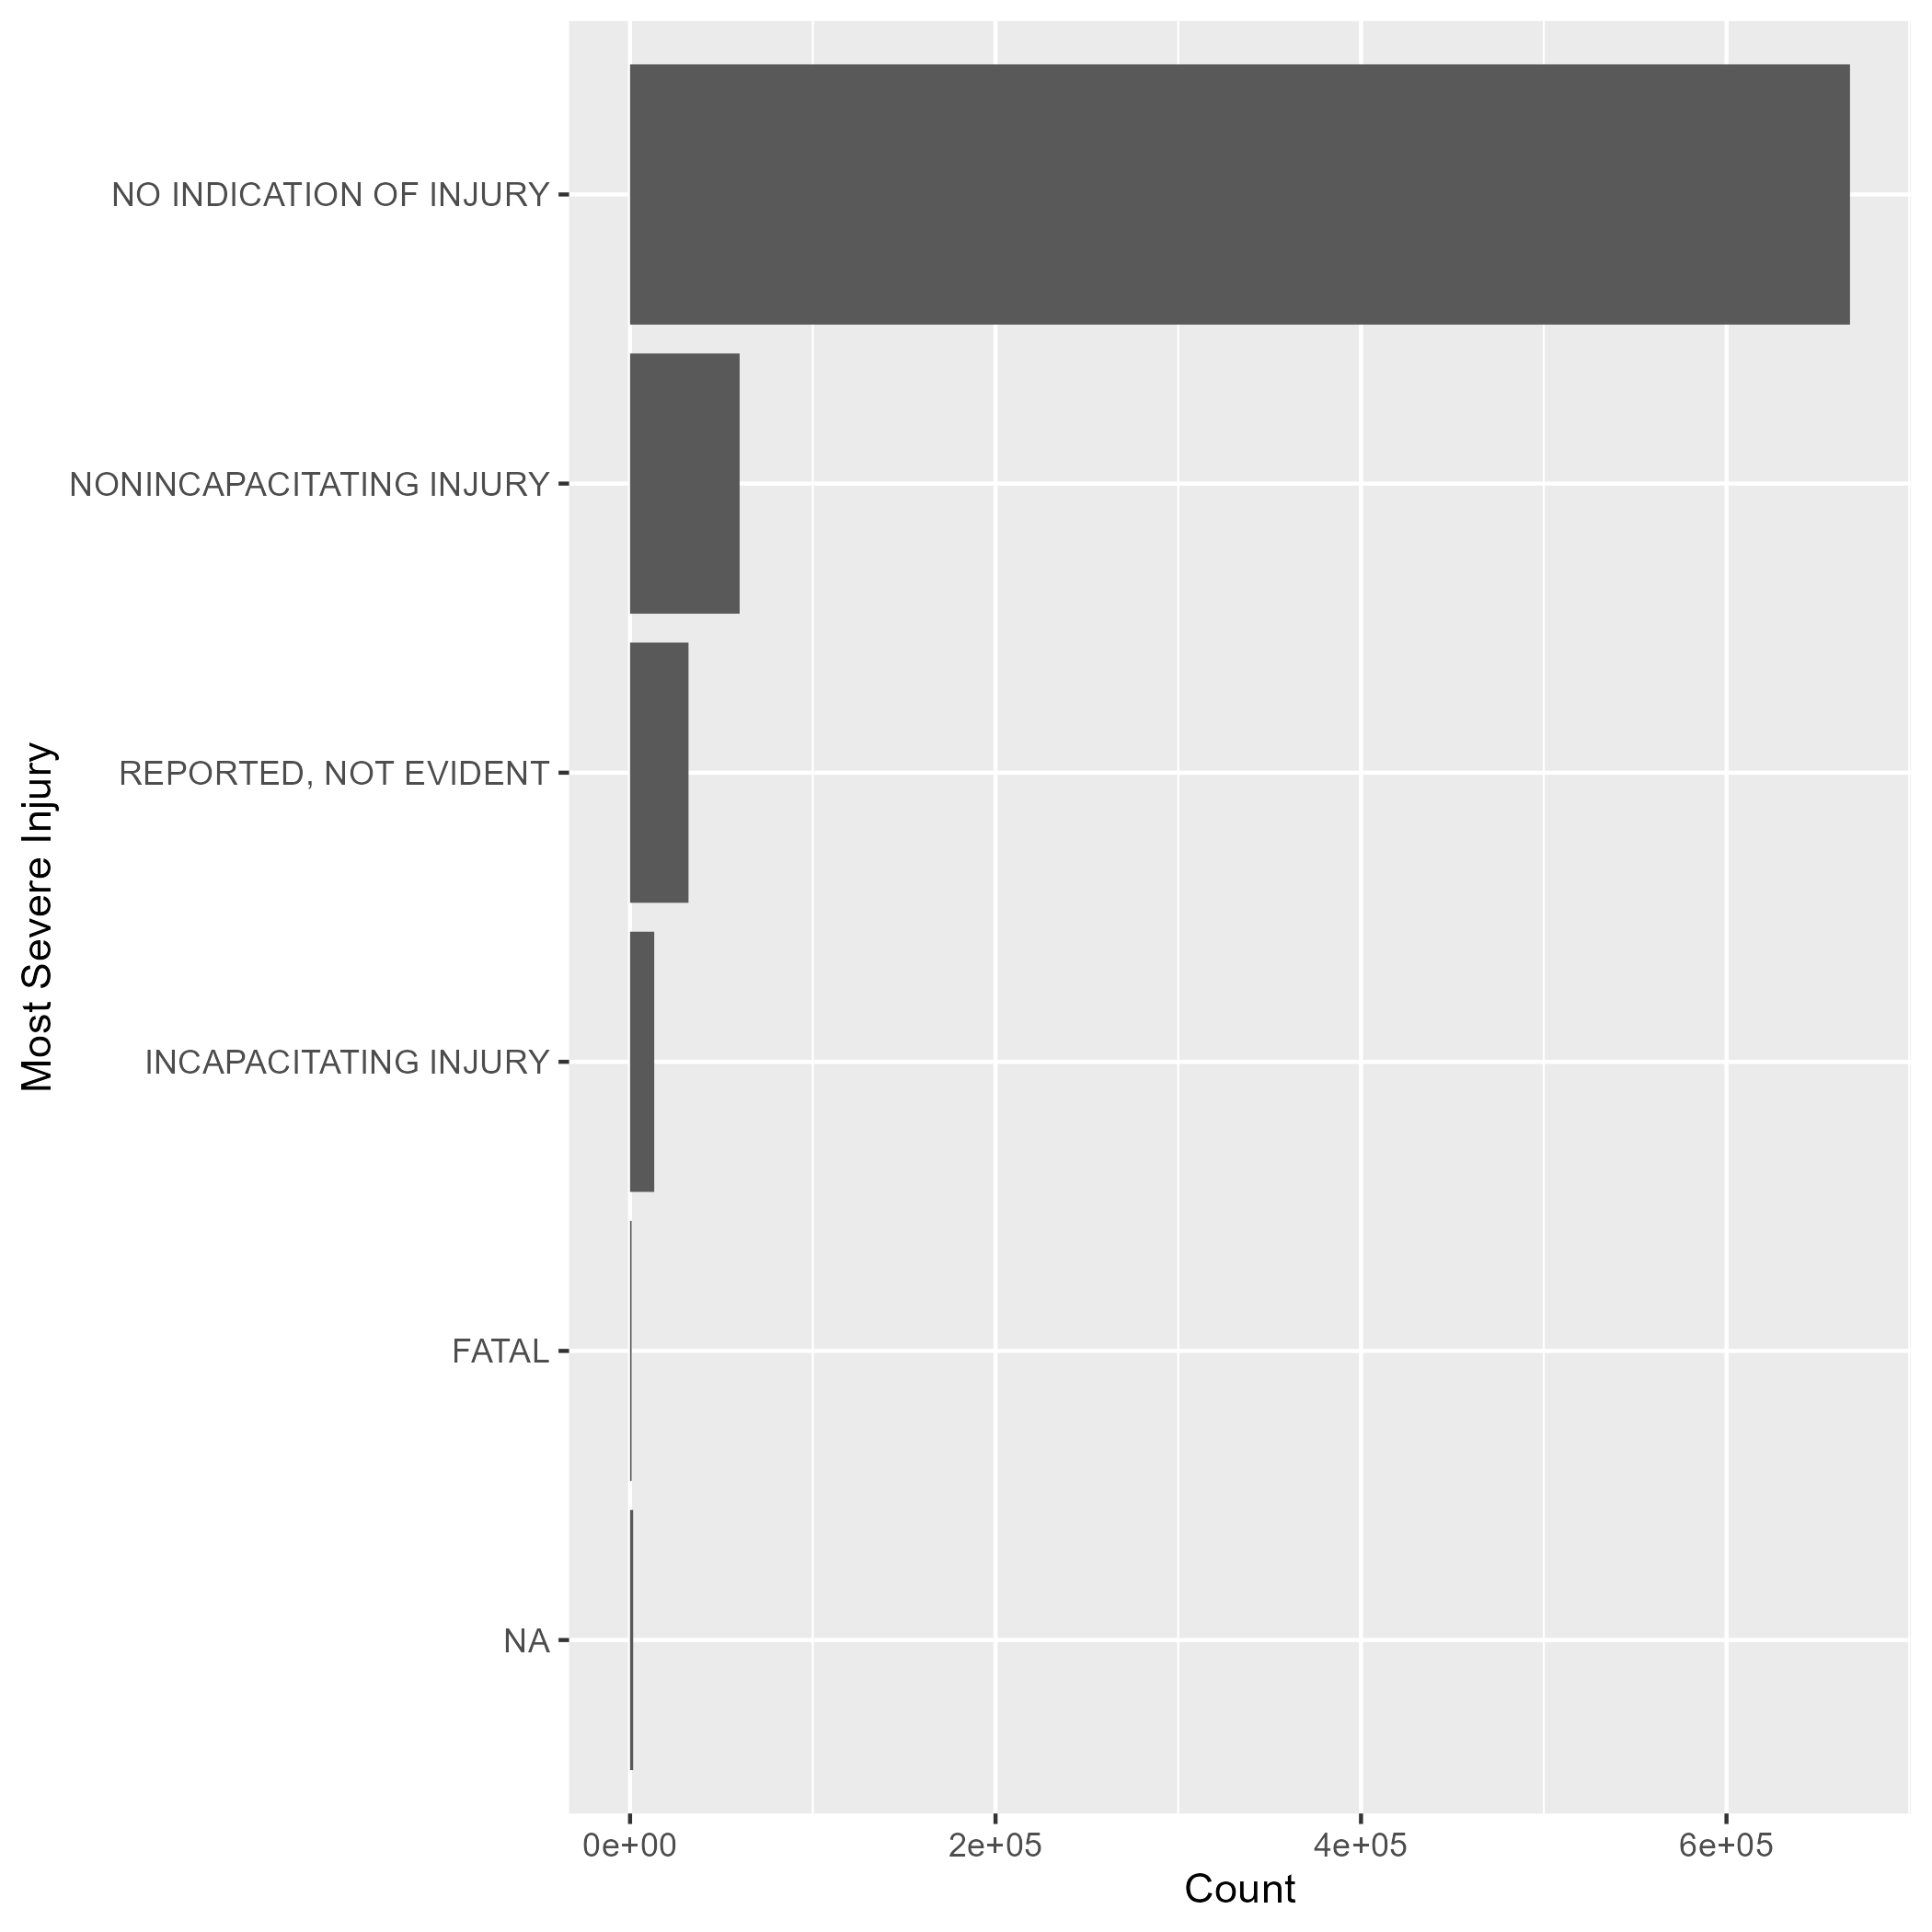 Most Severe Injury
NO INDICATION OF INJURY
NONINCAPACITATING INJURY
REPORTED, NOT EVIDENT
INCAPACITATING INJURY
FATAL
NA
0e+00 2e+05 4e+05 6e+05
Count